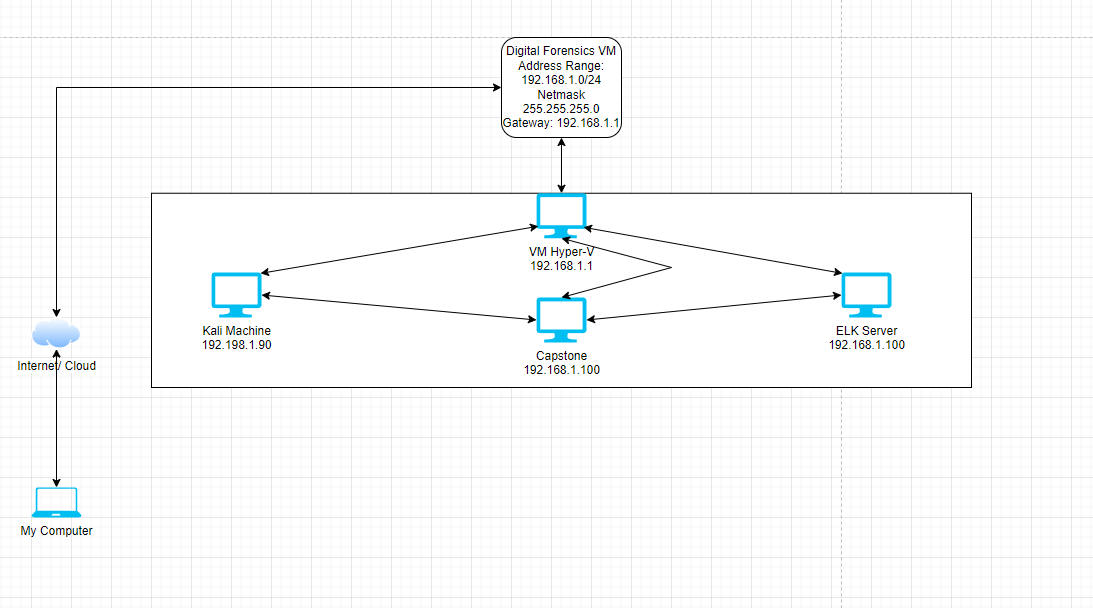 Digital Forensics VM
Address Range:
192.168.1.0/24
Netmask
255.255.255.0
Gateway: 192.168.1.1
VM Hyper-V
192.168.1.1
Kali Machine
192.198.1.90
Capstone
192.168.1.100
ELK Server
192.168.1.100
Internet/ Cloud
My Computer